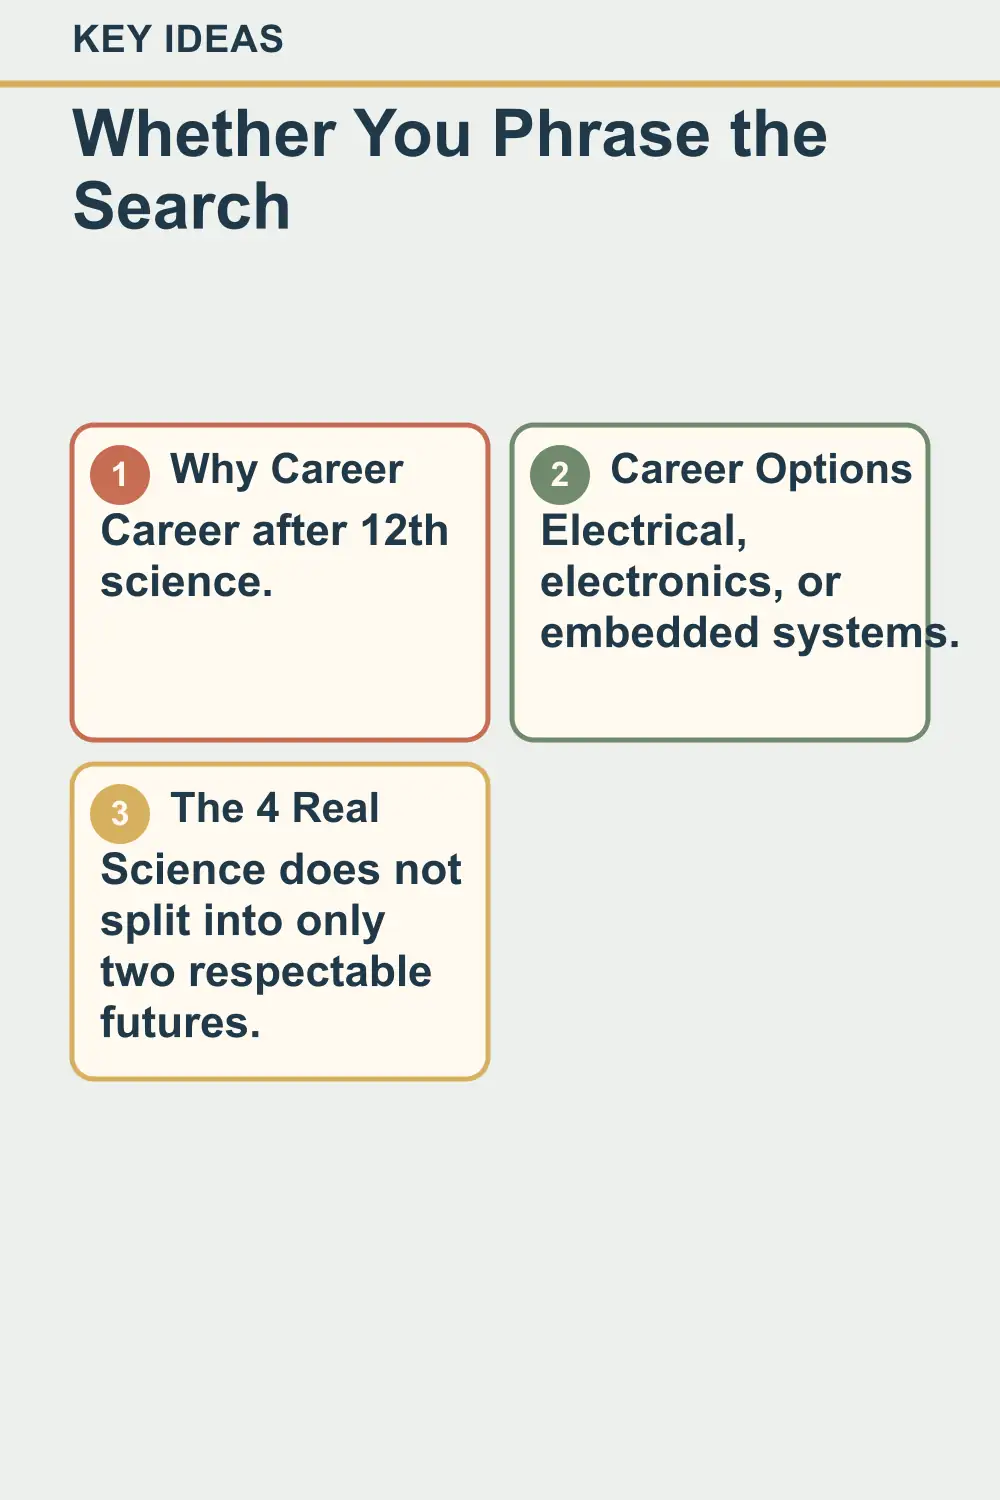 KEY IDEAS
Whether You Phrase the
Search
1 Why Career
Career after 12th
science.
2 Career Options
Electrical,
electronics, or
embedded systems.
3 The 4 Real
Science does not
split into only
two respectable
futures.